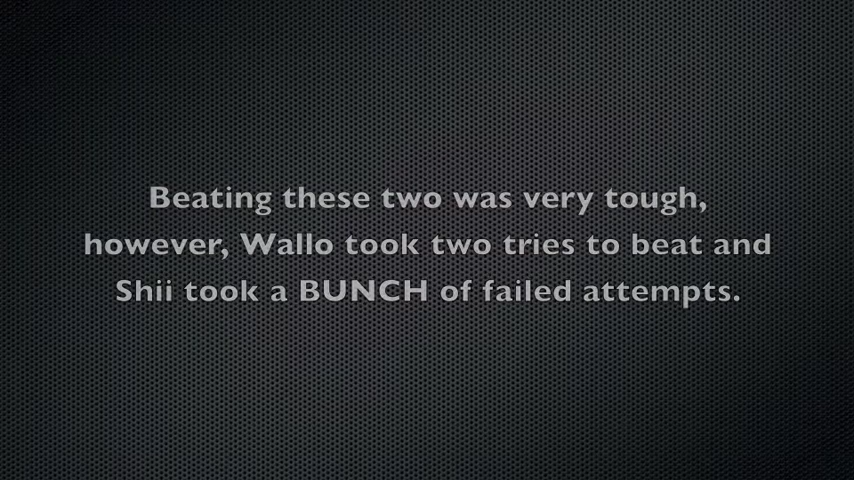 Beating these two was very tough,
however, Wallo took two tries to beat and
Shii took a BUNCH of failed attempts.